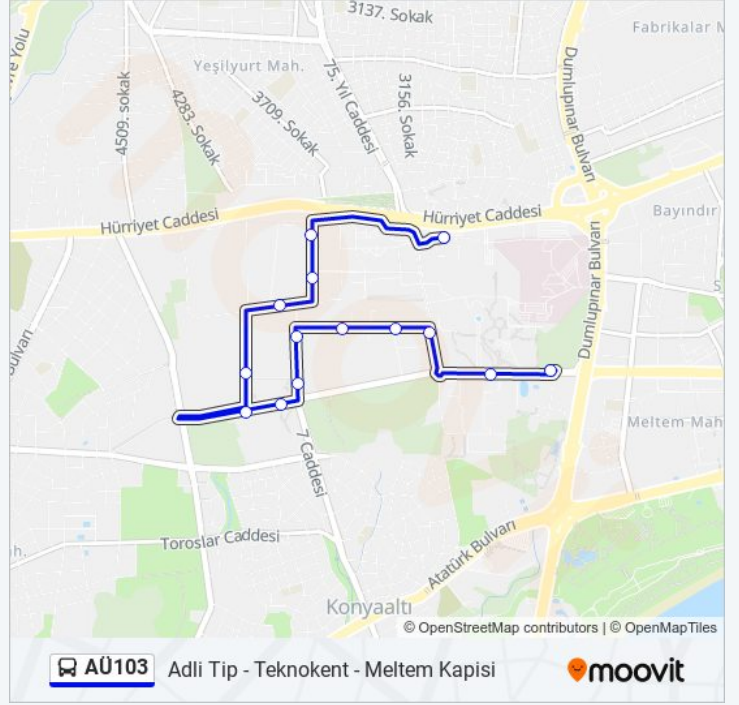 3137. Sokak
Fabrikalar M
Yeşilyurt Mah.
75. Yıl Caddesi
3156. Sokak
4509. sokak
4283. Sokak
3709. Sokak
Dumlupınar Bulvarı
Hürriyet Caddesi
Hürriyet Caddesi
Bayındır
Dumlupınar Bulvarı
S
Bulvarı
Meltem Mah
7 Caddesi
Toroslar Caddesi
Atatürk Bulvarı
Konyaaltı
© OpenStreetMap contributors | © OpenMapTiles
AÜ103 Adli Tip - Teknokent - Meltem Kapisi
moovit